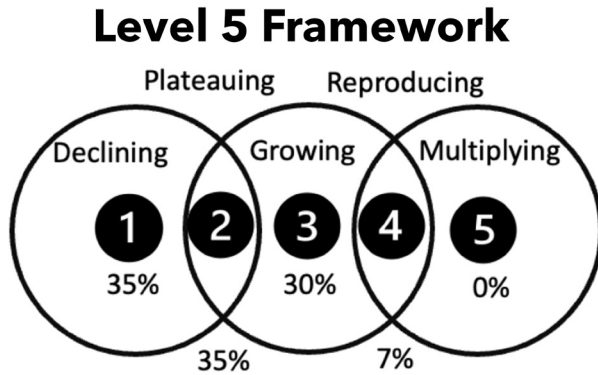 Level 5 Framework
Plateauing Reproducing
Declining Growing Multiplying
1 2 3 4 5
35% 30% 0%
35% 7%